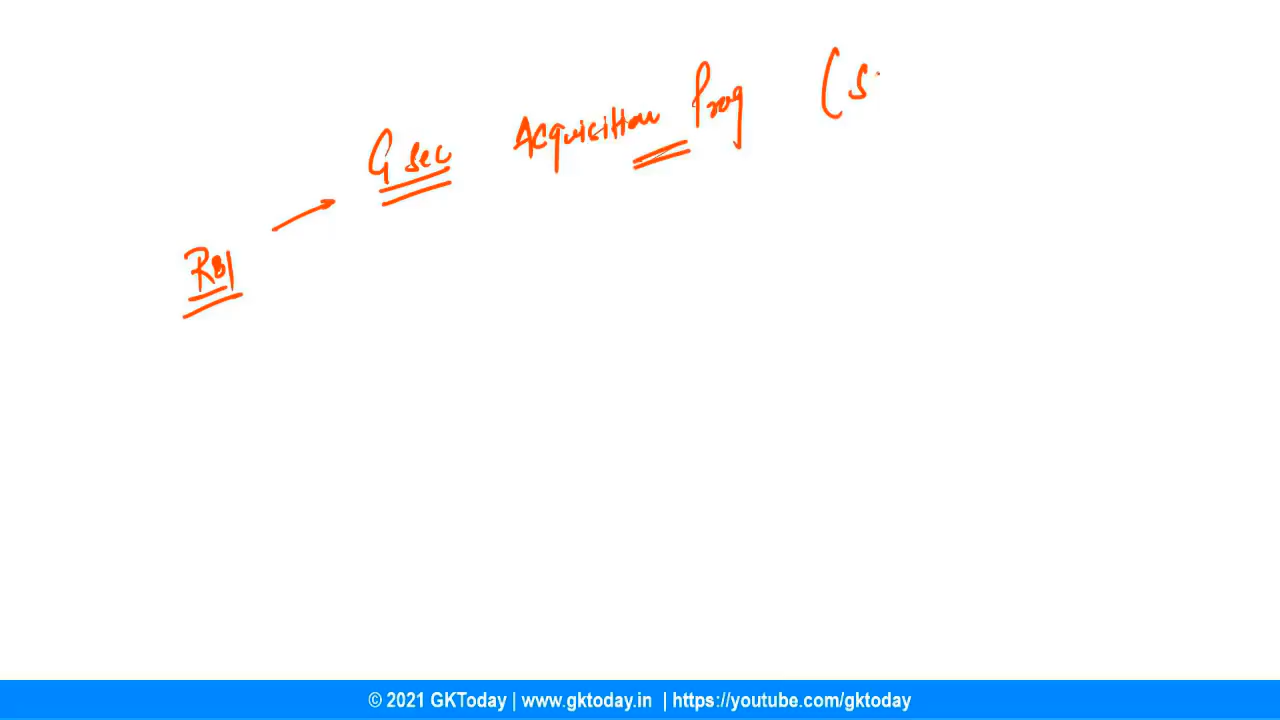 G sec Acquisition Prog (S.
RBI
© 2021 GKToday | www.gktoday.in | https://youtube.com/gktoday